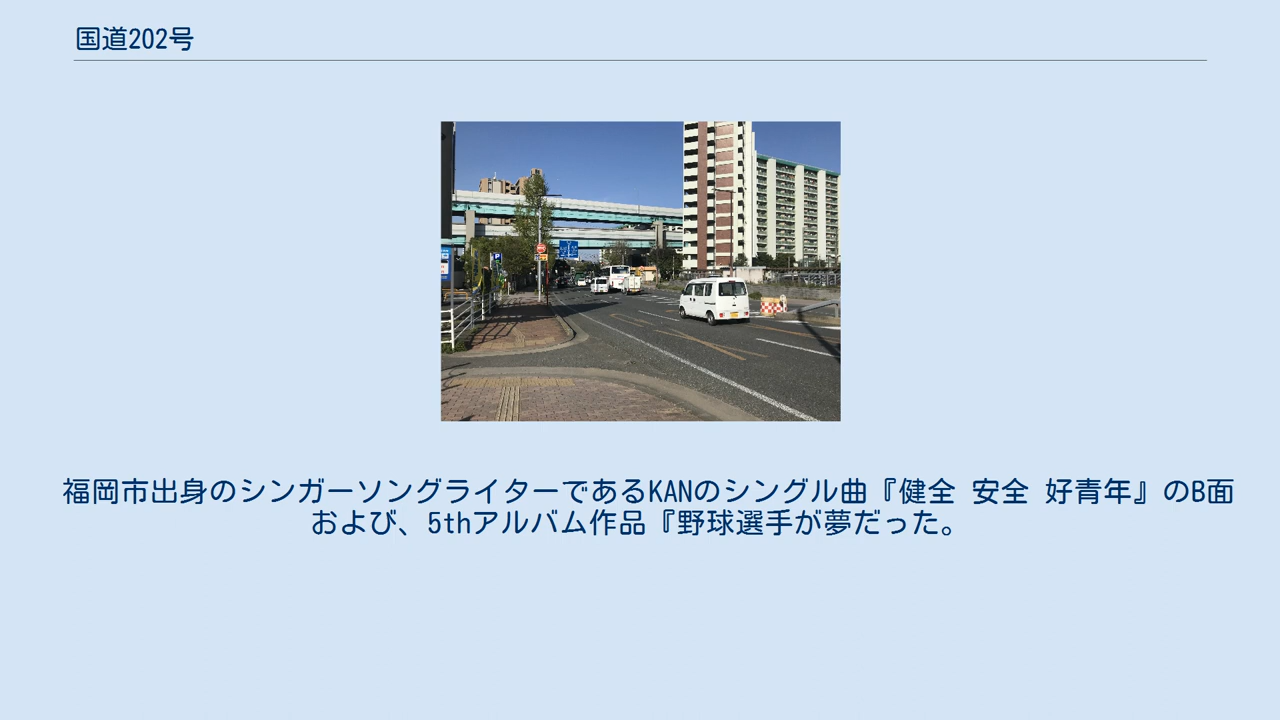 国道202号
福岡市出身のシンガーソングライターであるKANのシングル曲『健全 安全 好青年』のB面
および、5thアルバム作品『野球選手が夢だった。